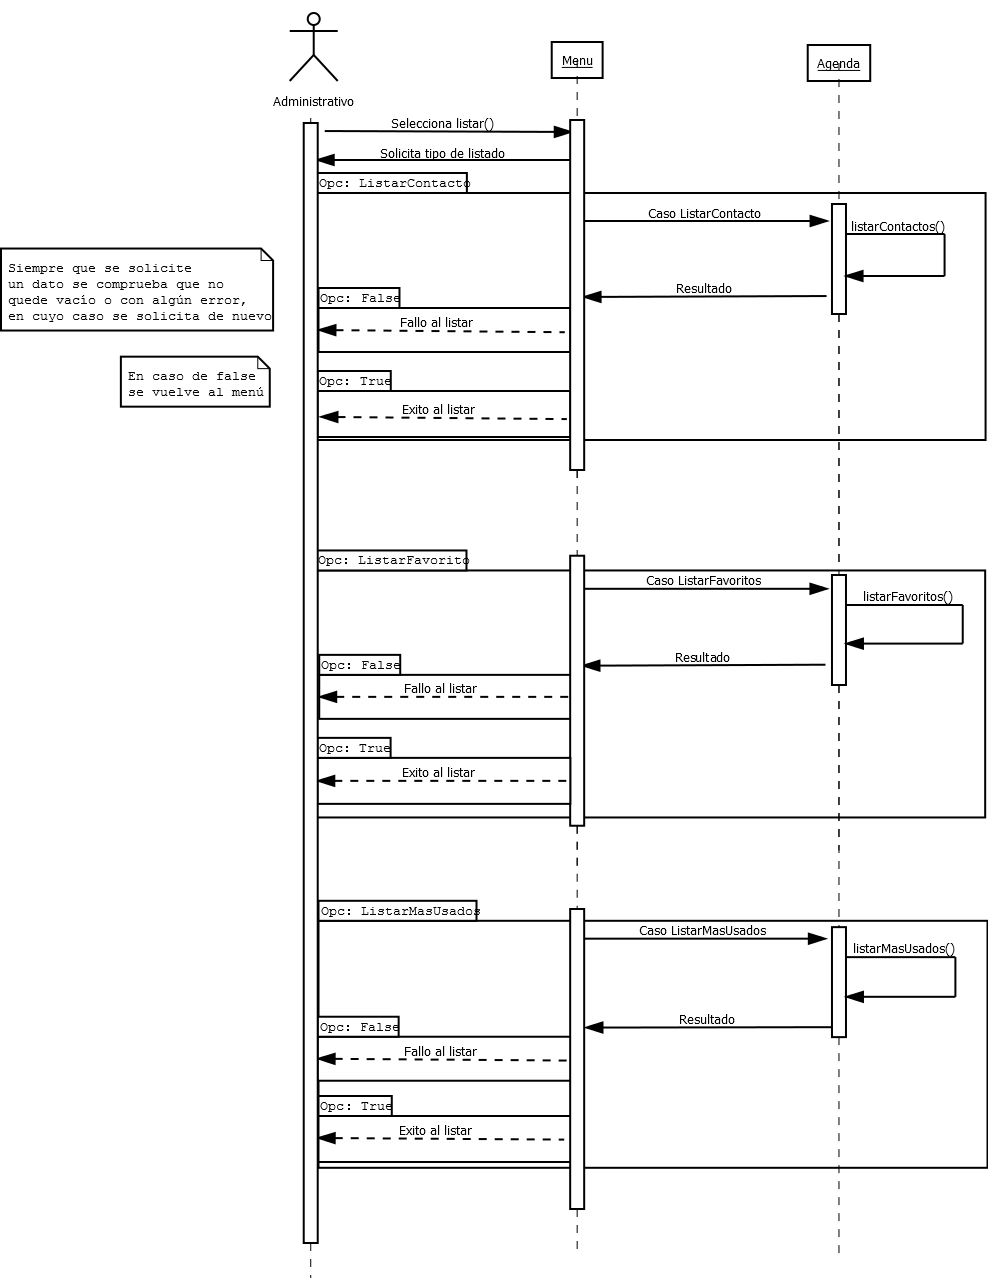 Administrativo
Menu
Agenda
Selecciona listar()
Solicita tipo de listado
Opc: ListarContacto
Caso ListarContacto
listarContactos()
Siempre que se solicite
un dato se comprueba que no
quede vacío o con algún error,
en cuyo caso se solicita de nuevo
Resultado
Opc: False
Fallo al listar
En caso de false
se vuelve al menú
Opc: True
Exito al listar
Opc: ListarFavorito
Caso ListarFavoritos
listarFavoritos()
Resultado
Opc: False
Fallo al listar
Opc: True
Exito al listar
Opc: ListarMasUsados
Caso ListarMasUsados
listarMasUsados()
Resultado
Opc: False
Fallo al listar
Opc: True
Exito al listar